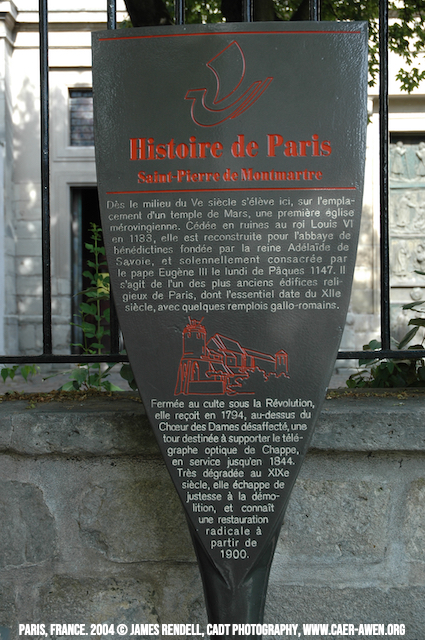 Histoire de Paris
Saint-Pierre de Montmartre
Dès le milieu du Ve siècle s'élève ici, sur l'empla-
cement d'un temple de Mars, une première église
mérovingienne. Cédée en ruines au roi Louis VI
en 1133, elle est reconstruite pour l'abbaye de
bénédictines fondée par la reine Adélaïde de
Savoie, et solennellement consacrée par
le pape Eugène III le lundi de Pâques 1147. Il
s'agit de l'un des plus anciens édifices reli-
gieux de Paris, dont l'essentiel date du XIIe
siècle, avec quelques remplois gallo-romains.
Fermée au culte sous la Révolution,
elle reçoit en 1794, au-dessus du
Chœur des Dames désaffecté, une
tour destinée à supporter le télé-
graphe optique de Chappe,
en service jusqu'en 1844.
Très dégradée au XIXe
siècle, elle échappe de
justesse à la démo-
lition, et connaît
une restauration
radicale à
partir de
1900.
PARIS, FRANCE. 2004 © JAMES RENDELL, CADT PHOTOGRAPHY, WWW.CAER-AWEN.ORG